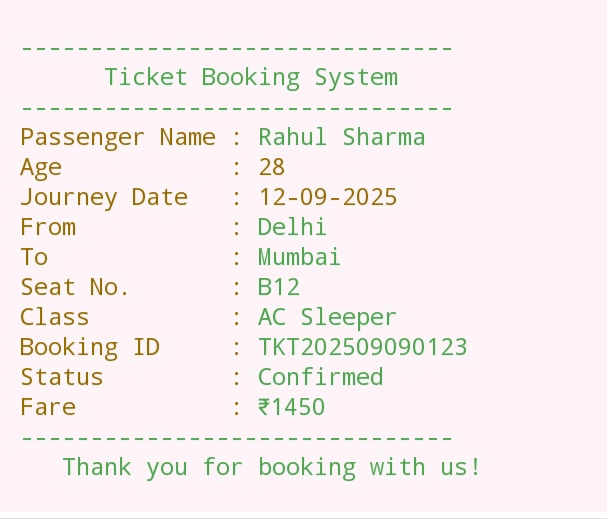 -------------------------------
      Ticket Booking System
-------------------------------
Passenger Name : Rahul Sharma
Age            : 28
Journey Date   : 12-09-2025
From           : Delhi
To             : Mumbai
Seat No.       : B12
Class          : AC Sleeper
Booking ID     : TKT202509090123
Status         : Confirmed
Fare           : ₹1450
-------------------------------
   Thank you for booking with us!